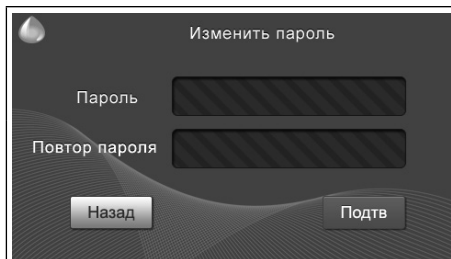 Изменить пароль
Пароль
Повтор пароля
Назад
Подтв